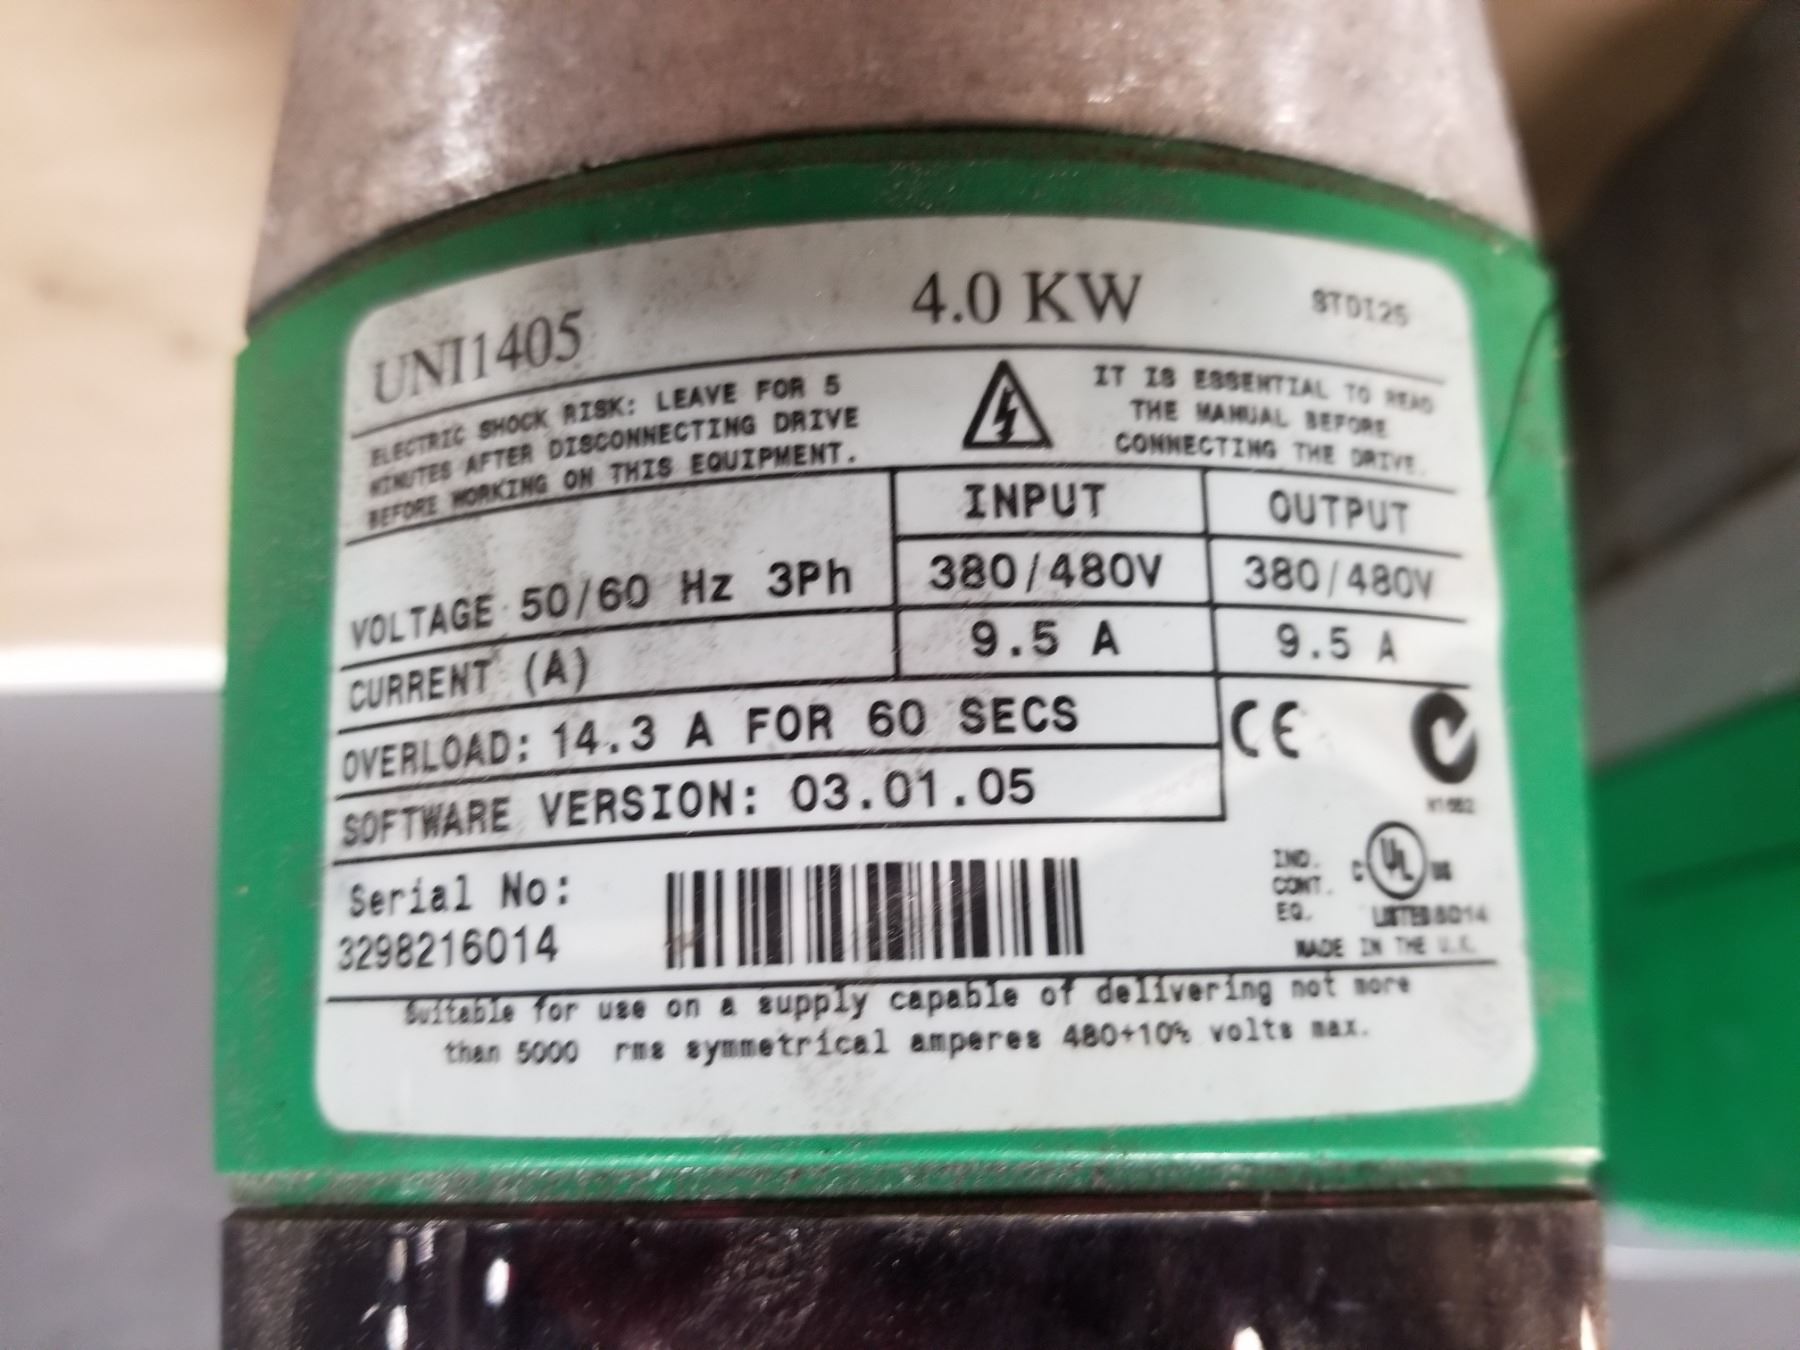 UNI1405 4.0 KW STDI25
ELECTRIC SHOCK RISK: LEAVE FOR 5
MINUTES AFTER DISCONNECTING DRIVE
BEFORE WORKING ON THIS EQUIPMENT.
IT IS ESSENTIAL TO READ
THE MANUAL BEFORE
CONNECTING THE DRIVE.
INPUT OUTPUT
VOLTAGE 50/60 Hz 3Ph 380/480V 380/480V
CURRENT (A) 9.5 A 9.5 A
OVERLOAD: 14.3 A FOR 60 SECS
SOFTWARE VERSION: 03.01.05
CE
Serial No:
3298216014
IND.
CONT.
EQ.
C UL US
LISTED 8D14
MADE IN THE U.K.
Suitable for use on a supply capable of delivering not more
than 5000 rms symmetrical amperes 480+10% volts max.